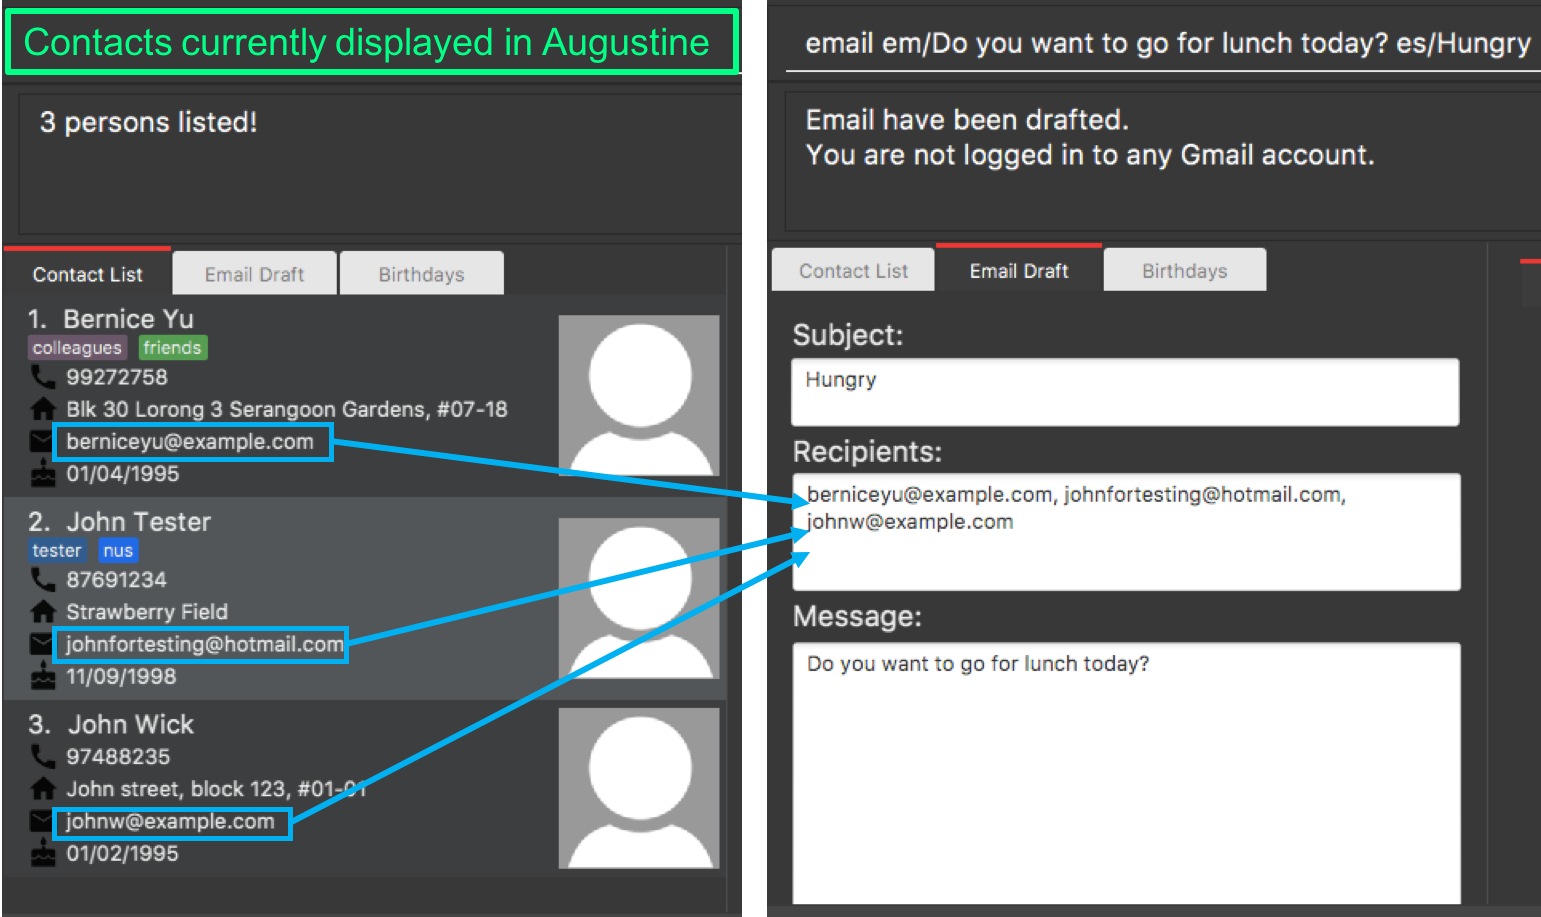 Contacts currently displayed in Augustine
3 persons listed!
Contact List
Email Draft
Birthdays
1. Bernice Yu
colleagues friends
99272758
Blk 30 Lorong 3 Serangoon Gardens, #07-18
berniceyu@example.com
01/04/1995
2. John Tester
tester nus
87691234
Strawberry Field
johnfortesting@hotmail.com
11/09/1998
3. John Wick
97488235
John street, block 123, #01-01
johnw@example.com
01/02/1995
email em/Do you want to go for lunch today? es/Hungry
Email have been drafted.
You are not logged in to any Gmail account.
Contact List
Email Draft
Birthdays
Subject:
Hungry
Recipients:
berniceyu@example.com, johnfortesting@hotmail.com,
johnw@example.com
Message:
Do you want to go for lunch today?